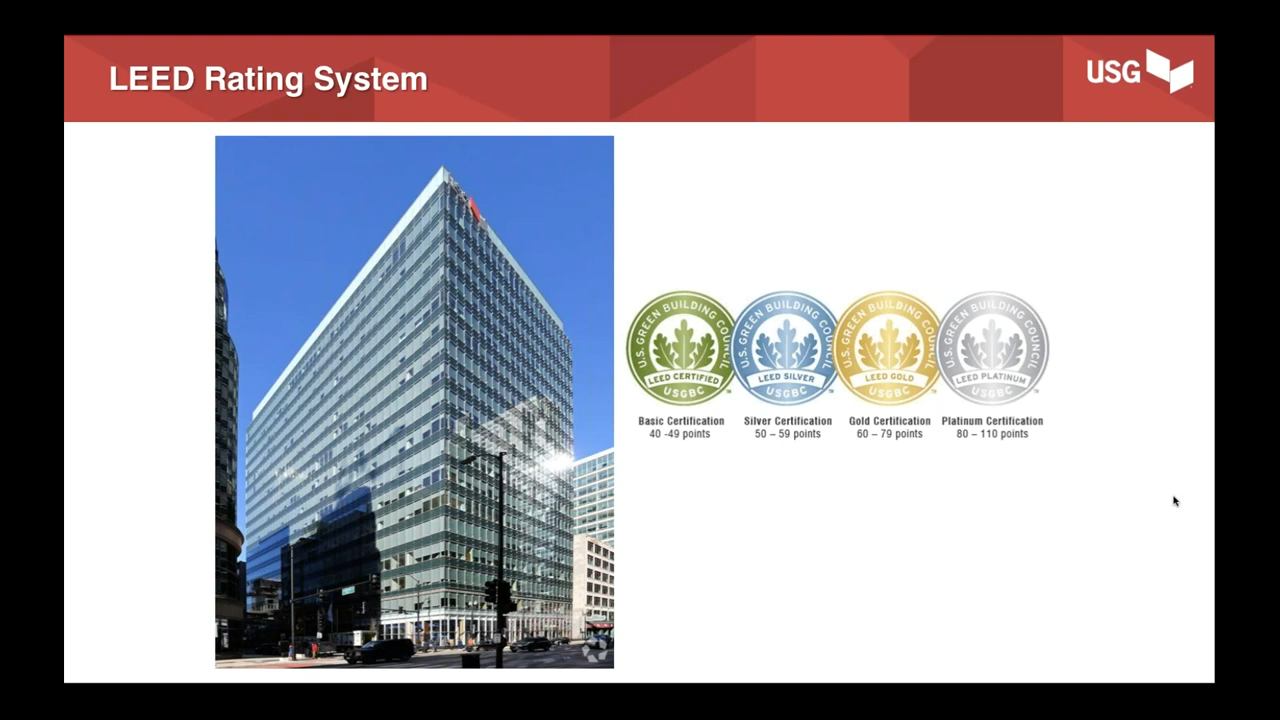 LEED Rating System
USG
U.S. GREEN BUILDING COUNCIL
LEED CERTIFIED
USGBC
U.S. GREEN BUILDING COUNCIL
LEED SILVER
USGBC
U.S. GREEN BUILDING COUNCIL
LEED GOLD
USGBC
U.S. GREEN BUILDING COUNCIL
LEED PLATINUM
USGBC
Basic Certification
40 -49 points
Silver Certification
50 – 59 points
Gold Certification
60 – 79 points
Platinum Certification
80 – 110 points